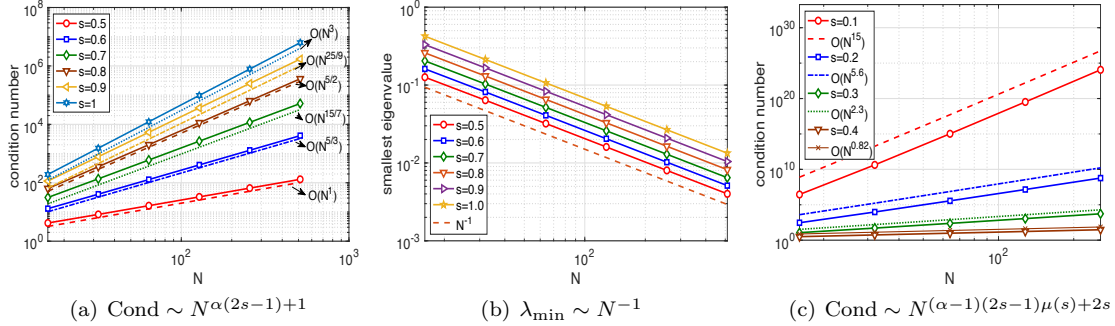 condition number
10^8
10^6
10^4
10^2
10^0
s=0.5
s=0.6
s=0.7
s=0.8
s=0.9
s=1
O(N^3)
O(N^{25/9})
O(N^{5/2})
O(N^{15/7})
O(N^{5/3})
O(N^1)
10^2
10^3
N
(a) Cond ∼ N^{α(2s−1)+1}
smallest eigenvalue
10^0
10^{-1}
10^{-2}
10^{-3}
s=0.5
s=0.6
s=0.7
s=0.8
s=0.9
s=1.0
N^{-1}
10^2
N
(b) λ_{min} ∼ N^{−1}
condition number
10^{30}
10^{20}
10^{10}
10^0
s=0.1
O(N^{15})
s=0.2
O(N^{5.6})
s=0.3
O(N^{2.3})
s=0.4
O(N^{0.82})
10^2
N
(c) Cond ∼ N^{(α−1)(2s−1)μ(s)+2s}